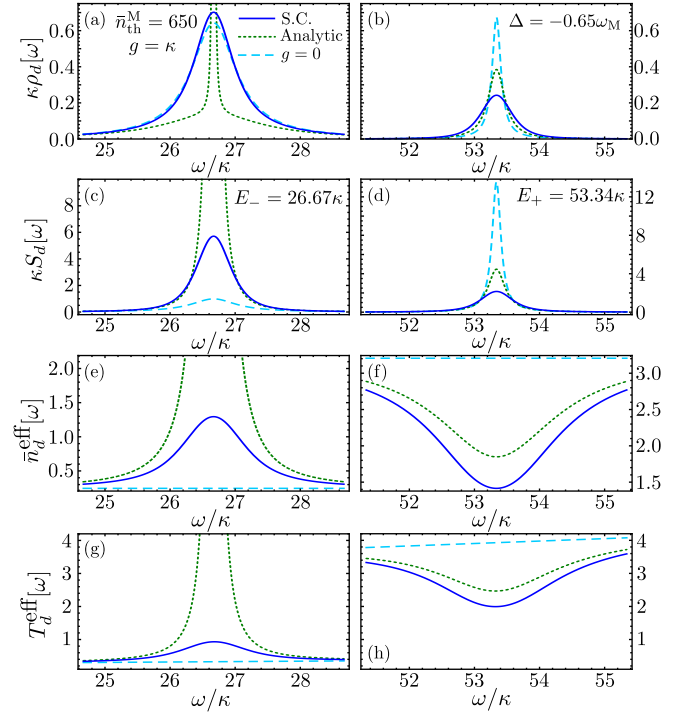 (a) n̄ᴹₜₕ = 650
g = κ
S.C.
Analytic
g = 0
κρ_d[ω]
0.6
0.4
0.2
0.0
25 26 27 28
ω/κ
(b) Δ = −0.65ω_M
0.6
0.4
0.2
0.0
52 53 54 55
ω/κ
(c) E₋ = 26.67κ
κS_d[ω]
8
6
4
2
0
25 26 27 28
ω/κ
(d) E₊ = 53.34κ
12
8
4
0
52 53 54 55
ω/κ
(e)
n̄_d^eff[ω]
2.0
1.5
1.0
0.5
25 26 27 28
ω/κ
(f)
3.0
2.5
2.0
1.5
52 53 54 55
ω/κ
(g)
T_d^eff[ω]
4
3
2
1
25 26 27 28
ω/κ
(h)
4
3
2
1
52 53 54 55
ω/κ